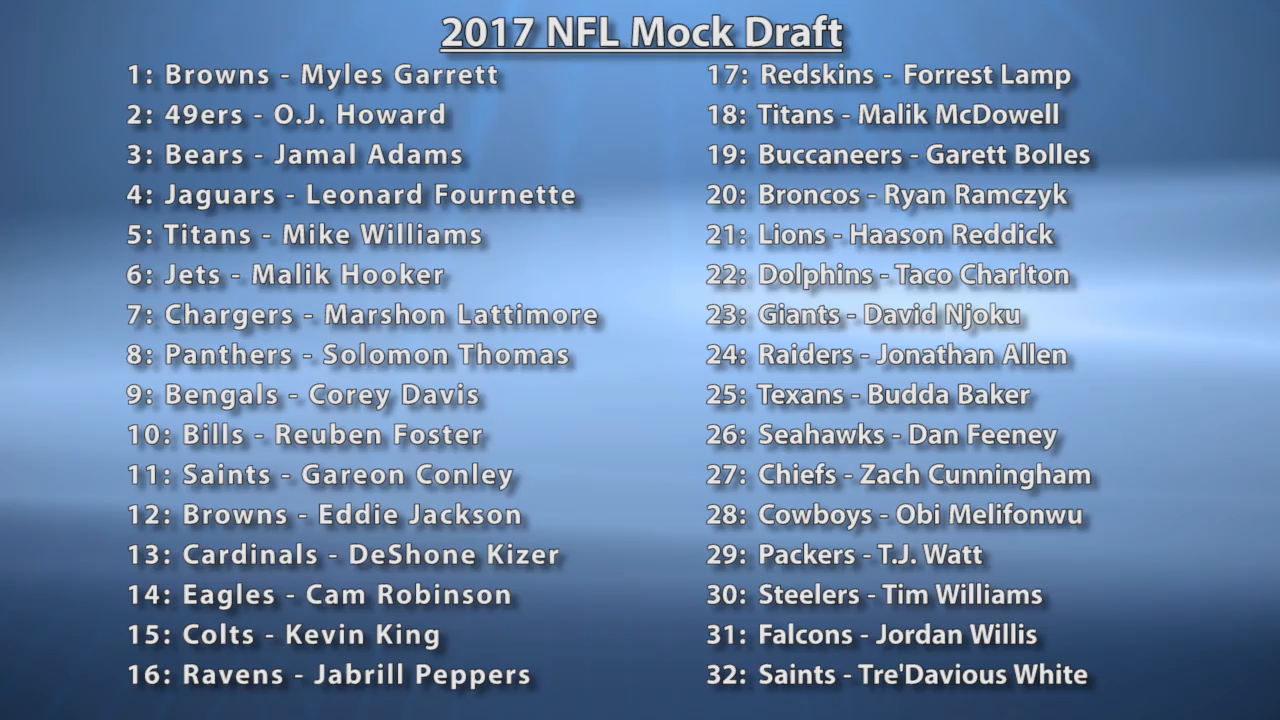 2017 NFL Mock Draft
1: Browns - Myles Garrett
2: 49ers - O.J. Howard
3: Bears - Jamal Adams
4: Jaguars - Leonard Fournette
5: Titans - Mike Williams
6: Jets - Malik Hooker
7: Chargers - Marshon Lattimore
8: Panthers - Solomon Thomas
9: Bengals - Corey Davis
10: Bills - Reuben Foster
11: Saints - Gareon Conley
12: Browns - Eddie Jackson
13: Cardinals - DeShone Kizer
14: Eagles - Cam Robinson
15: Colts - Kevin King
16: Ravens - Jabrill Peppers
17: Redskins - Forrest Lamp
18: Titans - Malik McDowell
19: Buccaneers - Garett Bolles
20: Broncos - Ryan Ramczyk
21: Lions - Haason Reddick
22: Dolphins - Taco Charlton
23: Giants - David Njoku
24: Raiders - Jonathan Allen
25: Texans - Budda Baker
26: Seahawks - Dan Feeney
27: Chiefs - Zach Cunningham
28: Cowboys - Obi Melifonwu
29: Packers - T.J. Watt
30: Steelers - Tim Williams
31: Falcons - Jordan Willis
32: Saints - Tre'Davious White